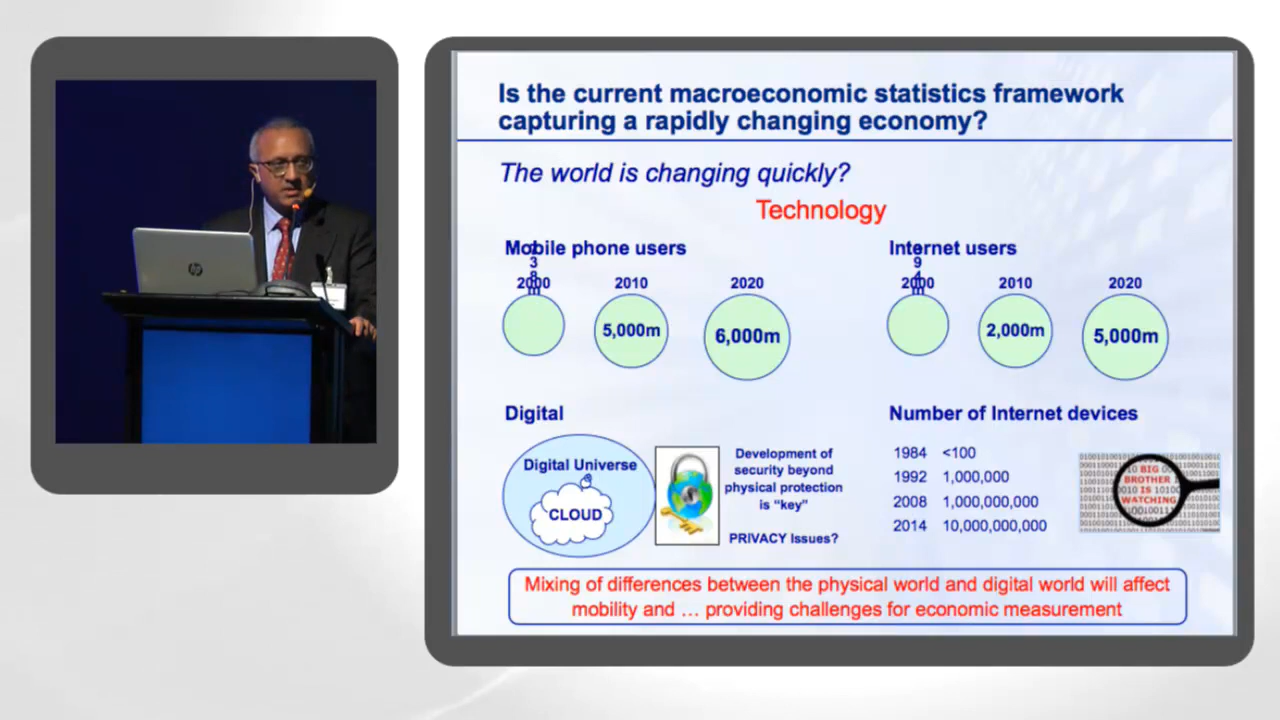 Is the current macroeconomic statistics framework
capturing a rapidly changing economy?
The world is changing quickly?
Technology
Mobile phone users
2000
2010
2020
5,000m
6,000m
Internet users
2000
2010
2020
2,000m
5,000m
Digital
Digital Universe
CLOUD
Development of
security beyond
physical protection
is “key”
PRIVACY Issues?
Number of Internet devices
1984 <100
1992 1,000,000
2008 1,000,000,000
2014 10,000,000,000
BIG
BROTHER
IS
WATCHING
Mixing of differences between the physical world and digital world will affect
mobility and … providing challenges for economic measurement
hp